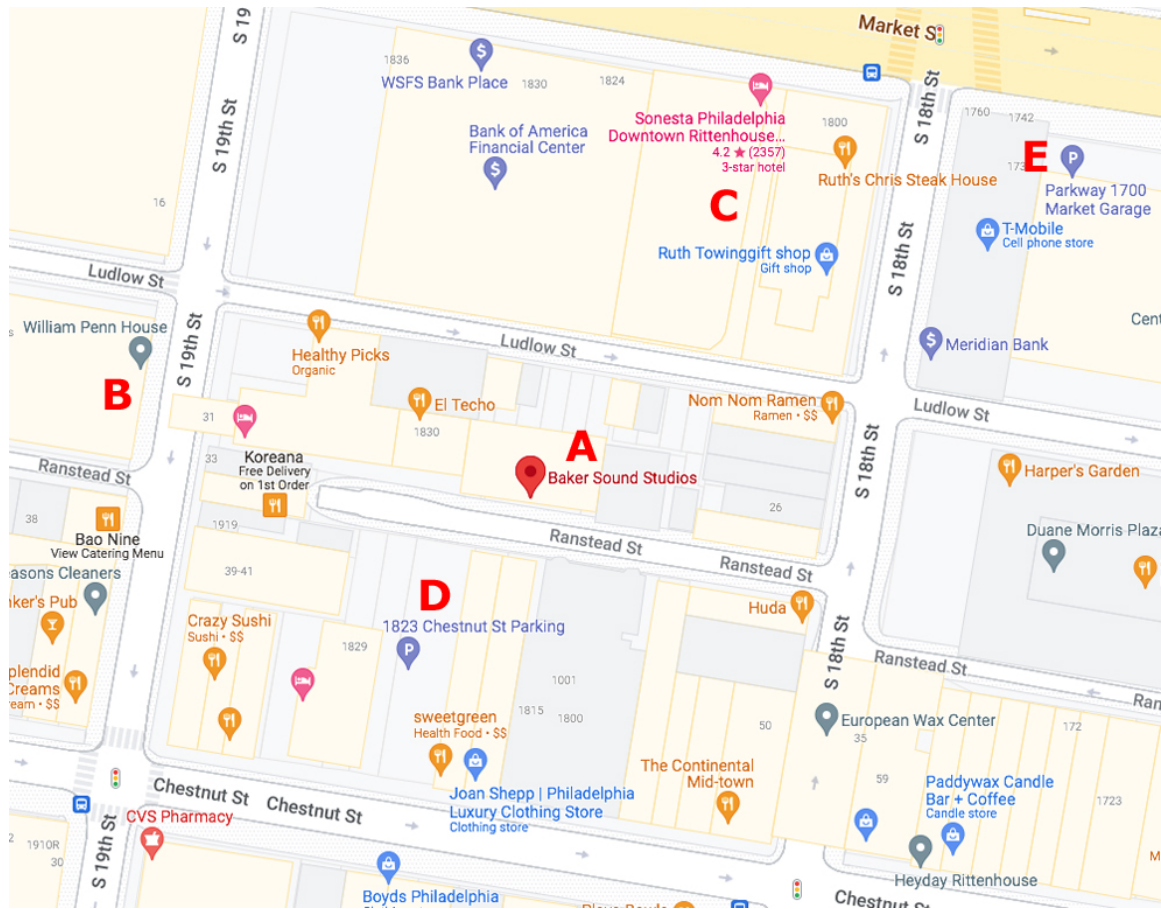 Market S
S 19
1836
WSFS Bank Place
1830
1824
Sonesta Philadelphia
Downtown Rittenhouse...
4.2 ★ (2357)
3-star hotel
1800
Ruth's Chris Steak House
S 18th St
1760
1742
E
Parkway 1700
Market Garage
T-Mobile
Cell phone store
Bank of America
Financial Center
S 19th St
S 18th St
C
16
Ruth Towinggift shop
Gift shop
S 18th St
Ludlow St
William Penn House
S 19th St
Healthy Picks
Organic
Ludlow St
Meridian Bank
Cent
B
El Techo
Nom Nom Ramen
Ramen • $$
Ludlow St
31
1830
A
S 18th St
Ranstead St
33
Koreana
Free Delivery
on 1st Order
Baker Sound Studios
Harper's Garden
26
38
Bao Nine
View Catering Menu
1919
Ranstead St
Ranstead St
Duane Morris Plaza
easons Cleaners
39-41
D
nker's Pub
Crazy Sushi
Sushi • $$
1823 Chestnut St Parking
Huda
1829
S 18th St
Ranstead St
Ran
plendid
Creams
ream • $$
1001
1815
1800
sweetgreen
Health Food • $$
50
European Wax Center
35
172
The Continental
Mid-town
59
Paddywax Candle
Bar + Coffee
Candle store
1723
Chestnut St
Chestnut St
Joan Shepp | Philadelphia
Luxury Clothing Store
Clothing store
CVS Pharmacy
1910R
30
S 19th St
Boyds Philadelphia
Heyday Rittenhouse
M
Chestnut St